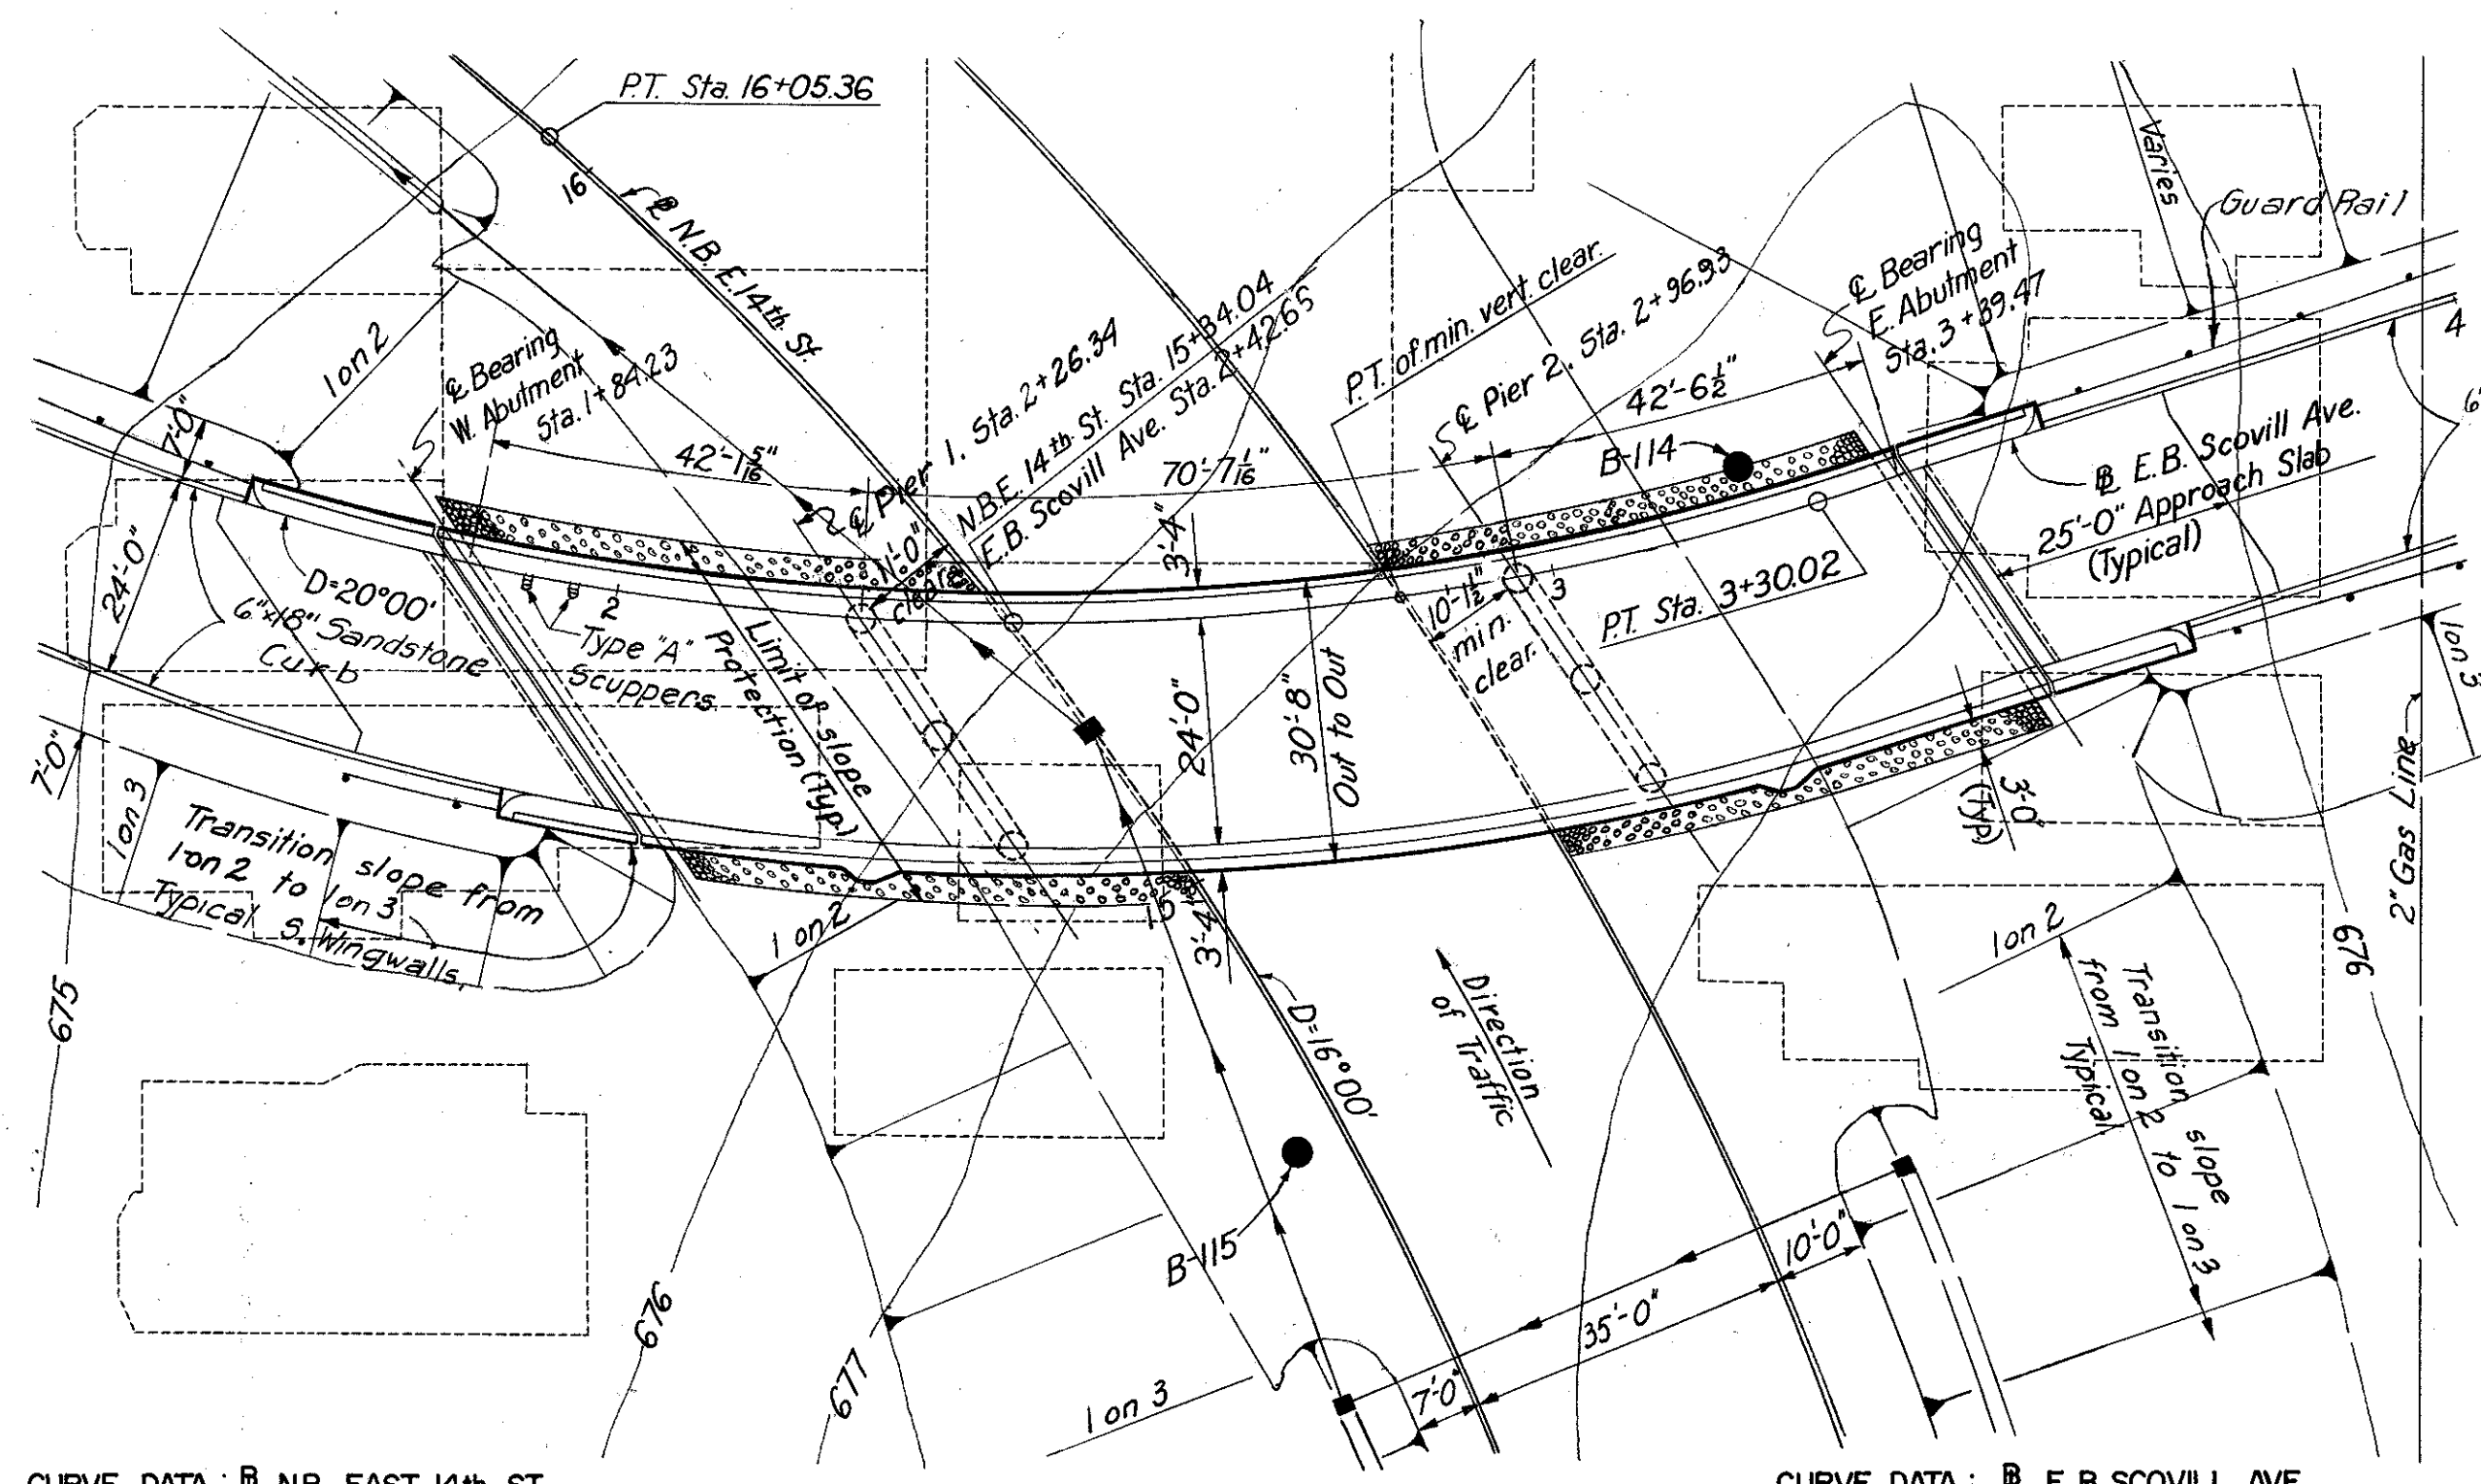 P.T. Sta. 16+05.36
16
℄ N.B. E. 14th St.
Varies
Guard Rail
1 on 2
℄ Bearing
W. Abutment
Sta. 1+84.23
℄ Pier 1. Sta. 2+26.34
N.B.E. 14th St. Sta. 15+34.04
E.B. Scovill Ave. Sta. 2+42.65
P.T. of min. vert. clear.
℄ Pier 2. Sta. 2+96.93
℄ Bearing
E. Abutment
Sta. 3+39.47
4
6"
7'-0"
42'-1 5/16"
70'-7 1/16"
42'-6 1/2"
B-114
℄ E.B. Scovill Ave.
25'-0" Approach Slab
(Typical)
24'-0"
D=20°00'
6"x18" Sandstone
Curb
2
Type "A"
Scuppers
Limit of slope
Protection (Typ.)
clear
3'-4"
10'-1 1/2"
min.
clear.
3
P.T. Sta. 3+30.02
24'-0"
30'-8"
Out to Out
3'-0"
(Typ)
1 on 3
2" Gas Line
7'-0"
1 on 3
Transition slope from
1 on 2 to 1 on 3
Typical S. Wingwalls.
1 on 2
3'-4"
675
D=16°00'
Direction
of Traffic
1 on 2
Transition slope
from 1 on 2 to 1 on 3
Typical
676
B-115
676
677
1 on 3
7'-0"
35'-0"
10'-0"
CURVE DATA : ℄ N.B. EAST 14th ST.
CURVE DATA : ℄ E.B. SCOVILL AVE.